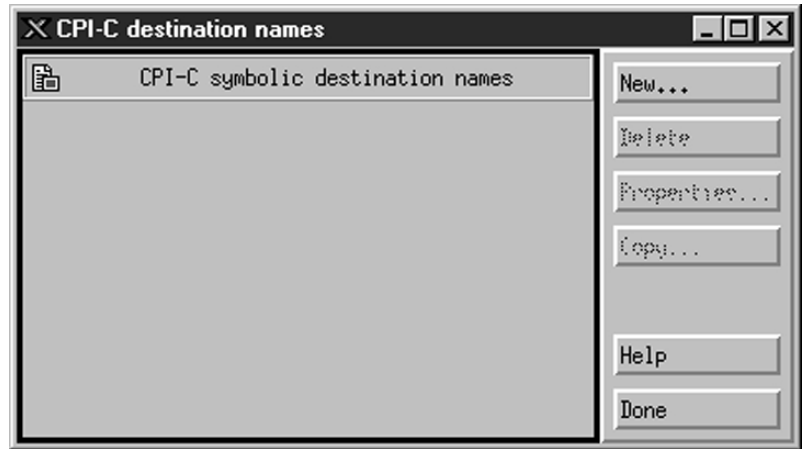 CPI-C destination names
CPI-C symbolic destination names
New...
Delete
Properties...
Copy...
Help
Done